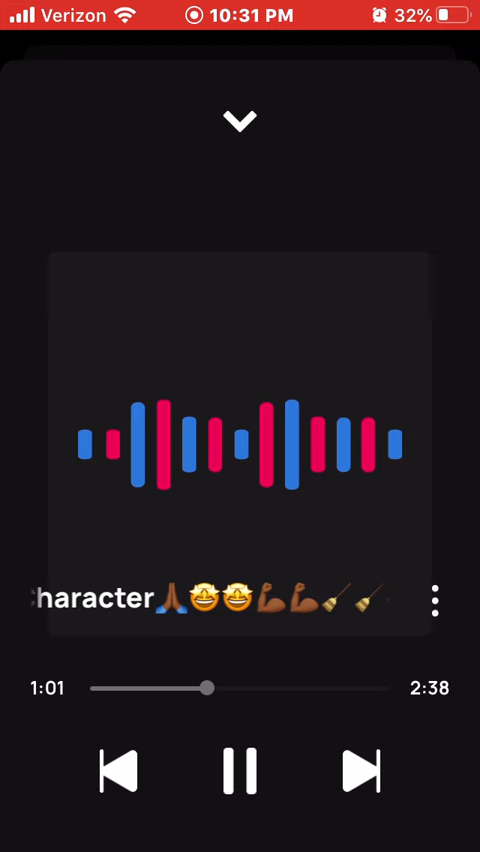 Verizon 10:31 PM 32%
haracter🙏🏾🤩🤩💪🏾💪🏾🧹🧹
1:01 2:38